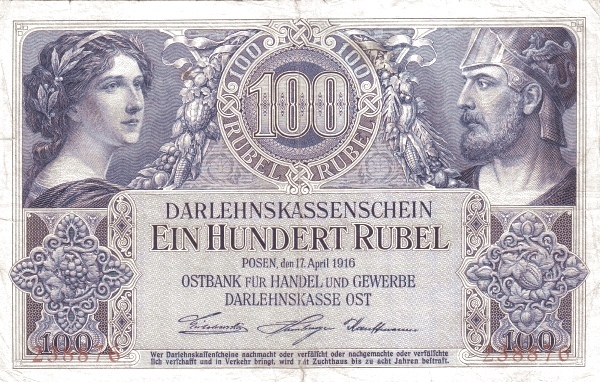 100 100
100
RUBEL RUBEL
DARLEHNSKASSENSCHEIN
EIN HUNDERT RUBEL
POSEN, den 17. April 1916
OSTBANK FÜR HANDEL UND GEWERBE
DARLEHNSKASSE OST
100 100
Wer Darlehnskassenscheine nachmacht oder verfälscht oder nachgemachte oder verfälschte
sich verschafft und in Verkehr bringt, wird mit Zuchthaus bis zu acht Jahren bestraft.